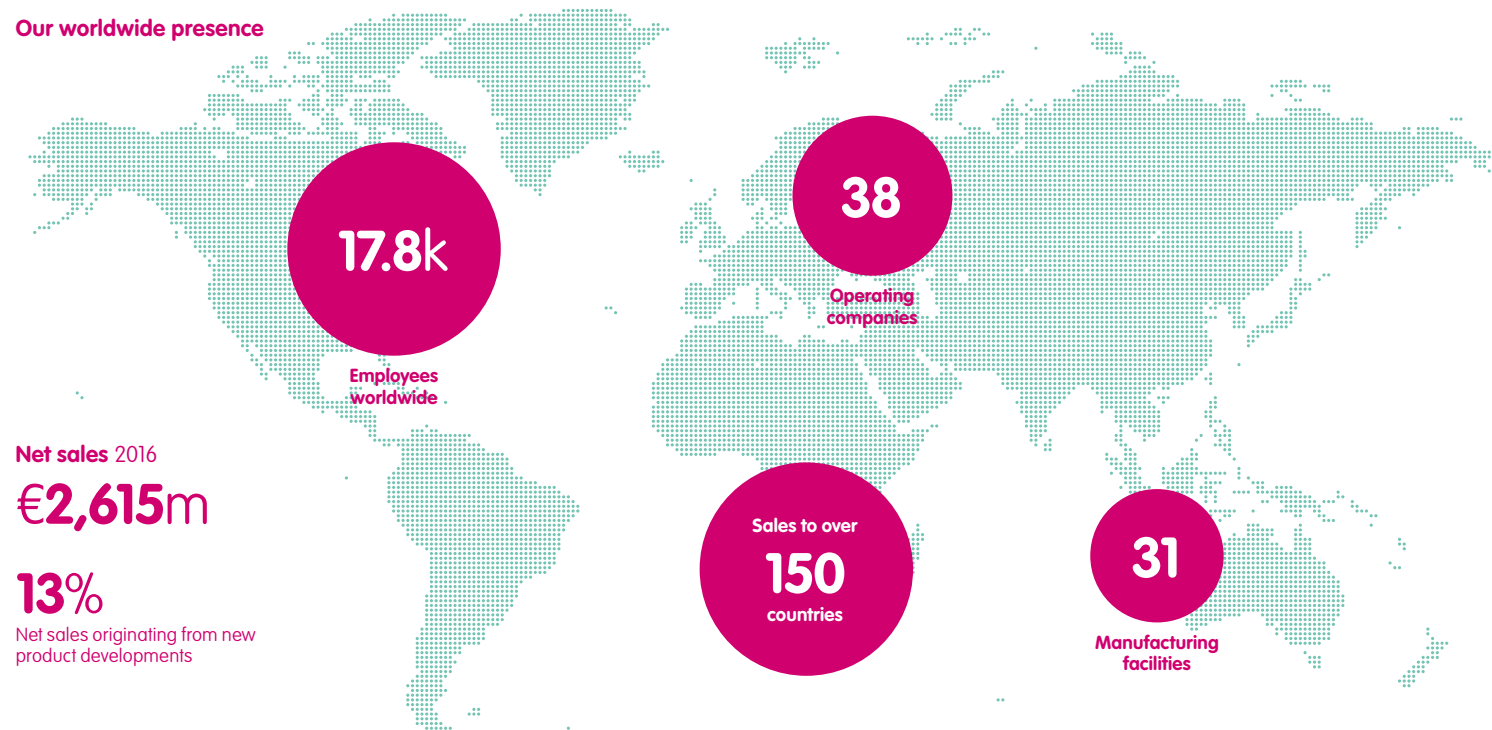 Our worldwide presence
17.8k
Employees
worldwide
38
Operating
companies
Net sales 2016
€2,615m
13%
Net sales originating from new
product developments
Sales to over
150
countries
31
Manufacturing
facilities